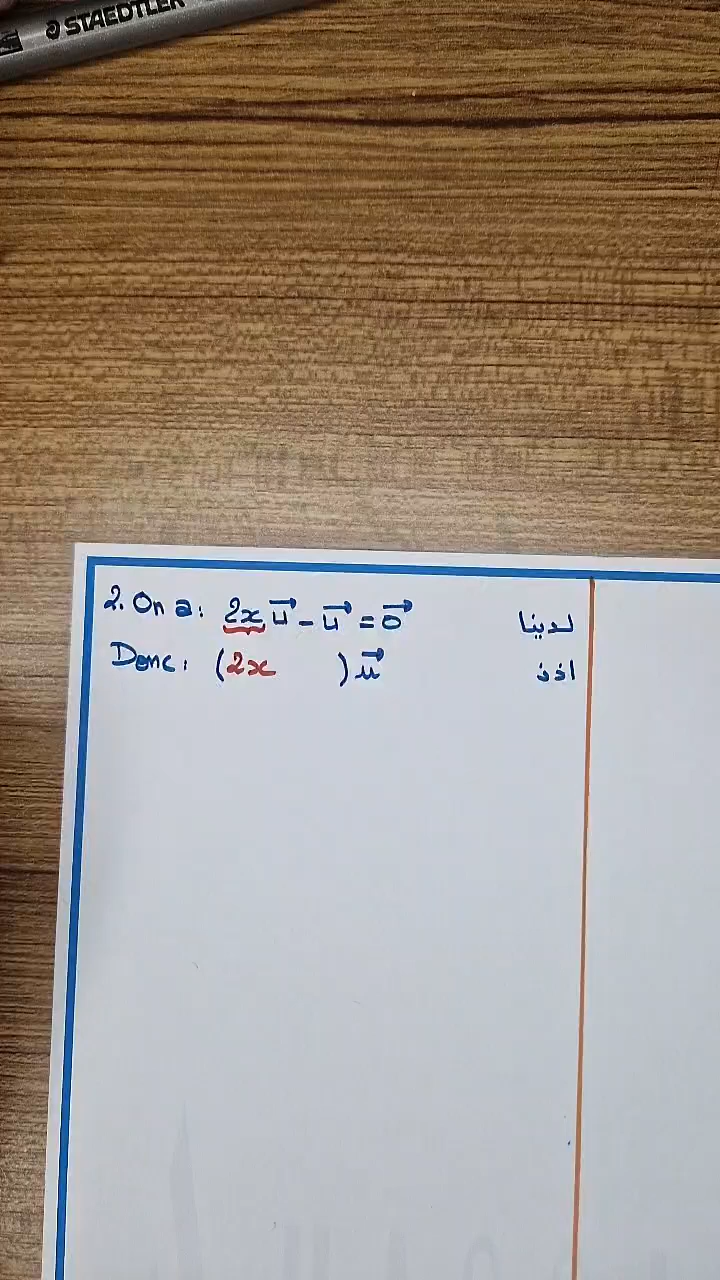 STAEDTLER
2. On a: 2x u⃗ - u⃗ = 0⃗ لدينا
Donc: (2x ) u⃗ اذن